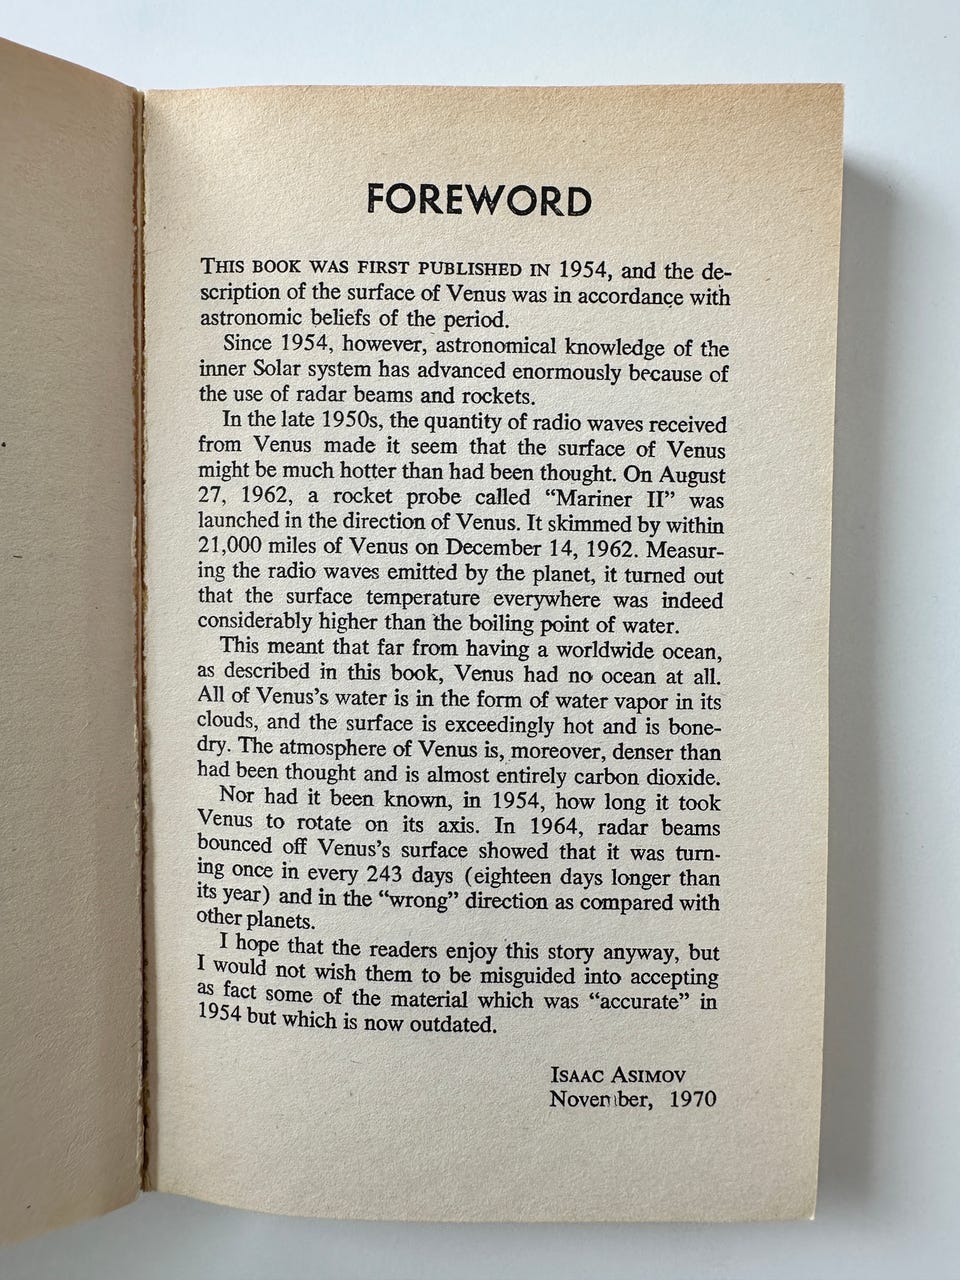 FOREWORD
THIS BOOK WAS FIRST PUBLISHED IN 1954, and the de-
scription of the surface of Venus was in accordance with
astronomic beliefs of the period.
Since 1954, however, astronomical knowledge of the
inner Solar system has advanced enormously because of
the use of radar beams and rockets.
In the late 1950s, the quantity of radio waves received
from Venus made it seem that the surface of Venus
might be much hotter than had been thought. On August
27, 1962, a rocket probe called “Mariner II” was
launched in the direction of Venus. It skimmed by within
21,000 miles of Venus on December 14, 1962. Measur-
ing the radio waves emitted by the planet, it turned out
that the surface temperature everywhere was indeed
considerably higher than the boiling point of water.
This meant that far from having a worldwide ocean,
as described in this book, Venus had no ocean at all.
All of Venus’s water is in the form of water vapor in its
clouds, and the surface is exceedingly hot and is bone-
dry. The atmosphere of Venus is, moreover, denser than
had been thought and is almost entirely carbon dioxide.
Nor had it been known, in 1954, how long it took
Venus to rotate on its axis. In 1964, radar beams
bounced off Venus’s surface showed that it was turn-
ing once in every 243 days (eighteen days longer than
its year) and in the “wrong” direction as compared with
other planets.
I hope that the readers enjoy this story anyway, but
I would not wish them to be misguided into accepting
as fact some of the material which was “accurate” in
1954 but which is now outdated.
ISAAC ASIMOV
November, 1970